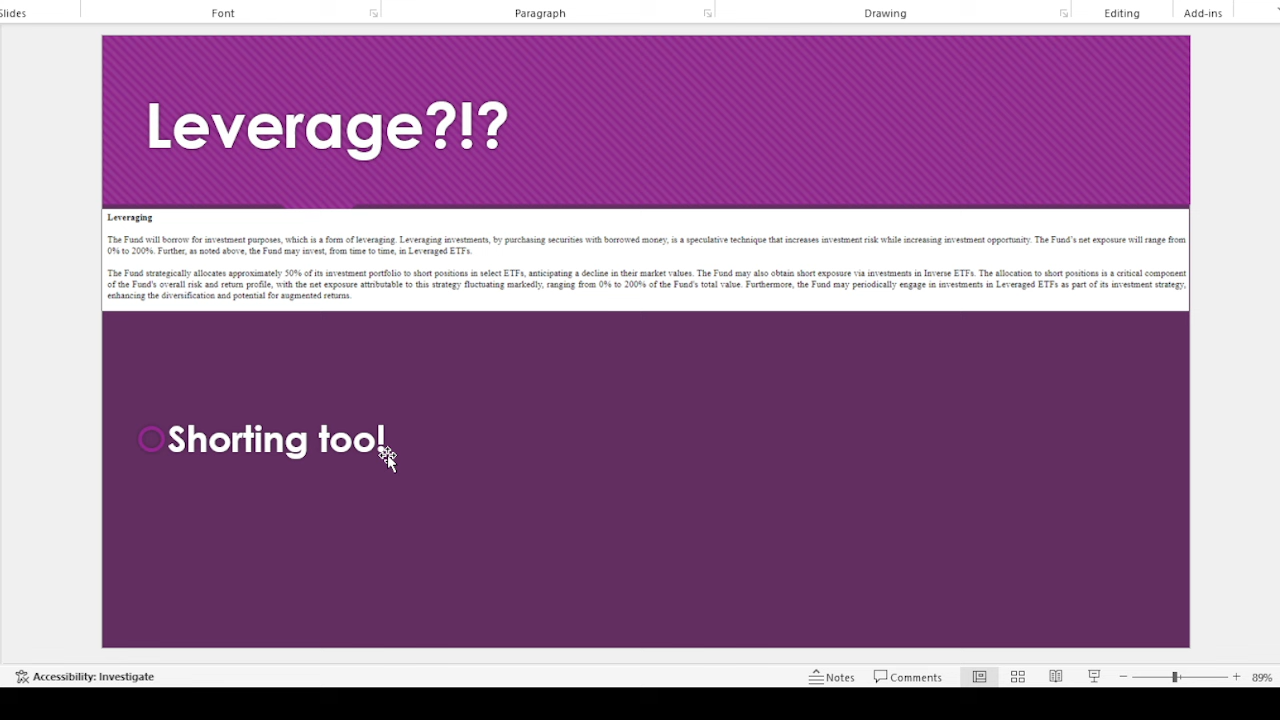 Slides Font Paragraph Drawing Editing Add-ins
Leverage?!?
Leveraging
The Fund will borrow for investment purposes, which is a form of leveraging. Leveraging investments, by purchasing securities with borrowed money, is a speculative technique that increases investment risk while increasing investment opportunity. The Fund's net exposure will range from
0% to 200%. Further, as noted above, the Fund may invest, from time to time, in Leveraged ETFs.
The Fund strategically allocates approximately 50% of its investment portfolio to short positions in select ETFs, anticipating a decline in their market values. The Fund may also obtain short exposure via investments in Inverse ETFs. The allocation to short positions is a critical component
of the Fund's overall risk and return profile, with the net exposure attributable to this strategy fluctuating markedly, ranging from 0% to 200% of the Fund's total value. Furthermore, the Fund may periodically engage in investments in Leveraged ETFs as part of its investment strategy,
enhancing the diversification and potential for augmented returns.
Shorting too!
Accessibility: Investigate Notes Comments 89%